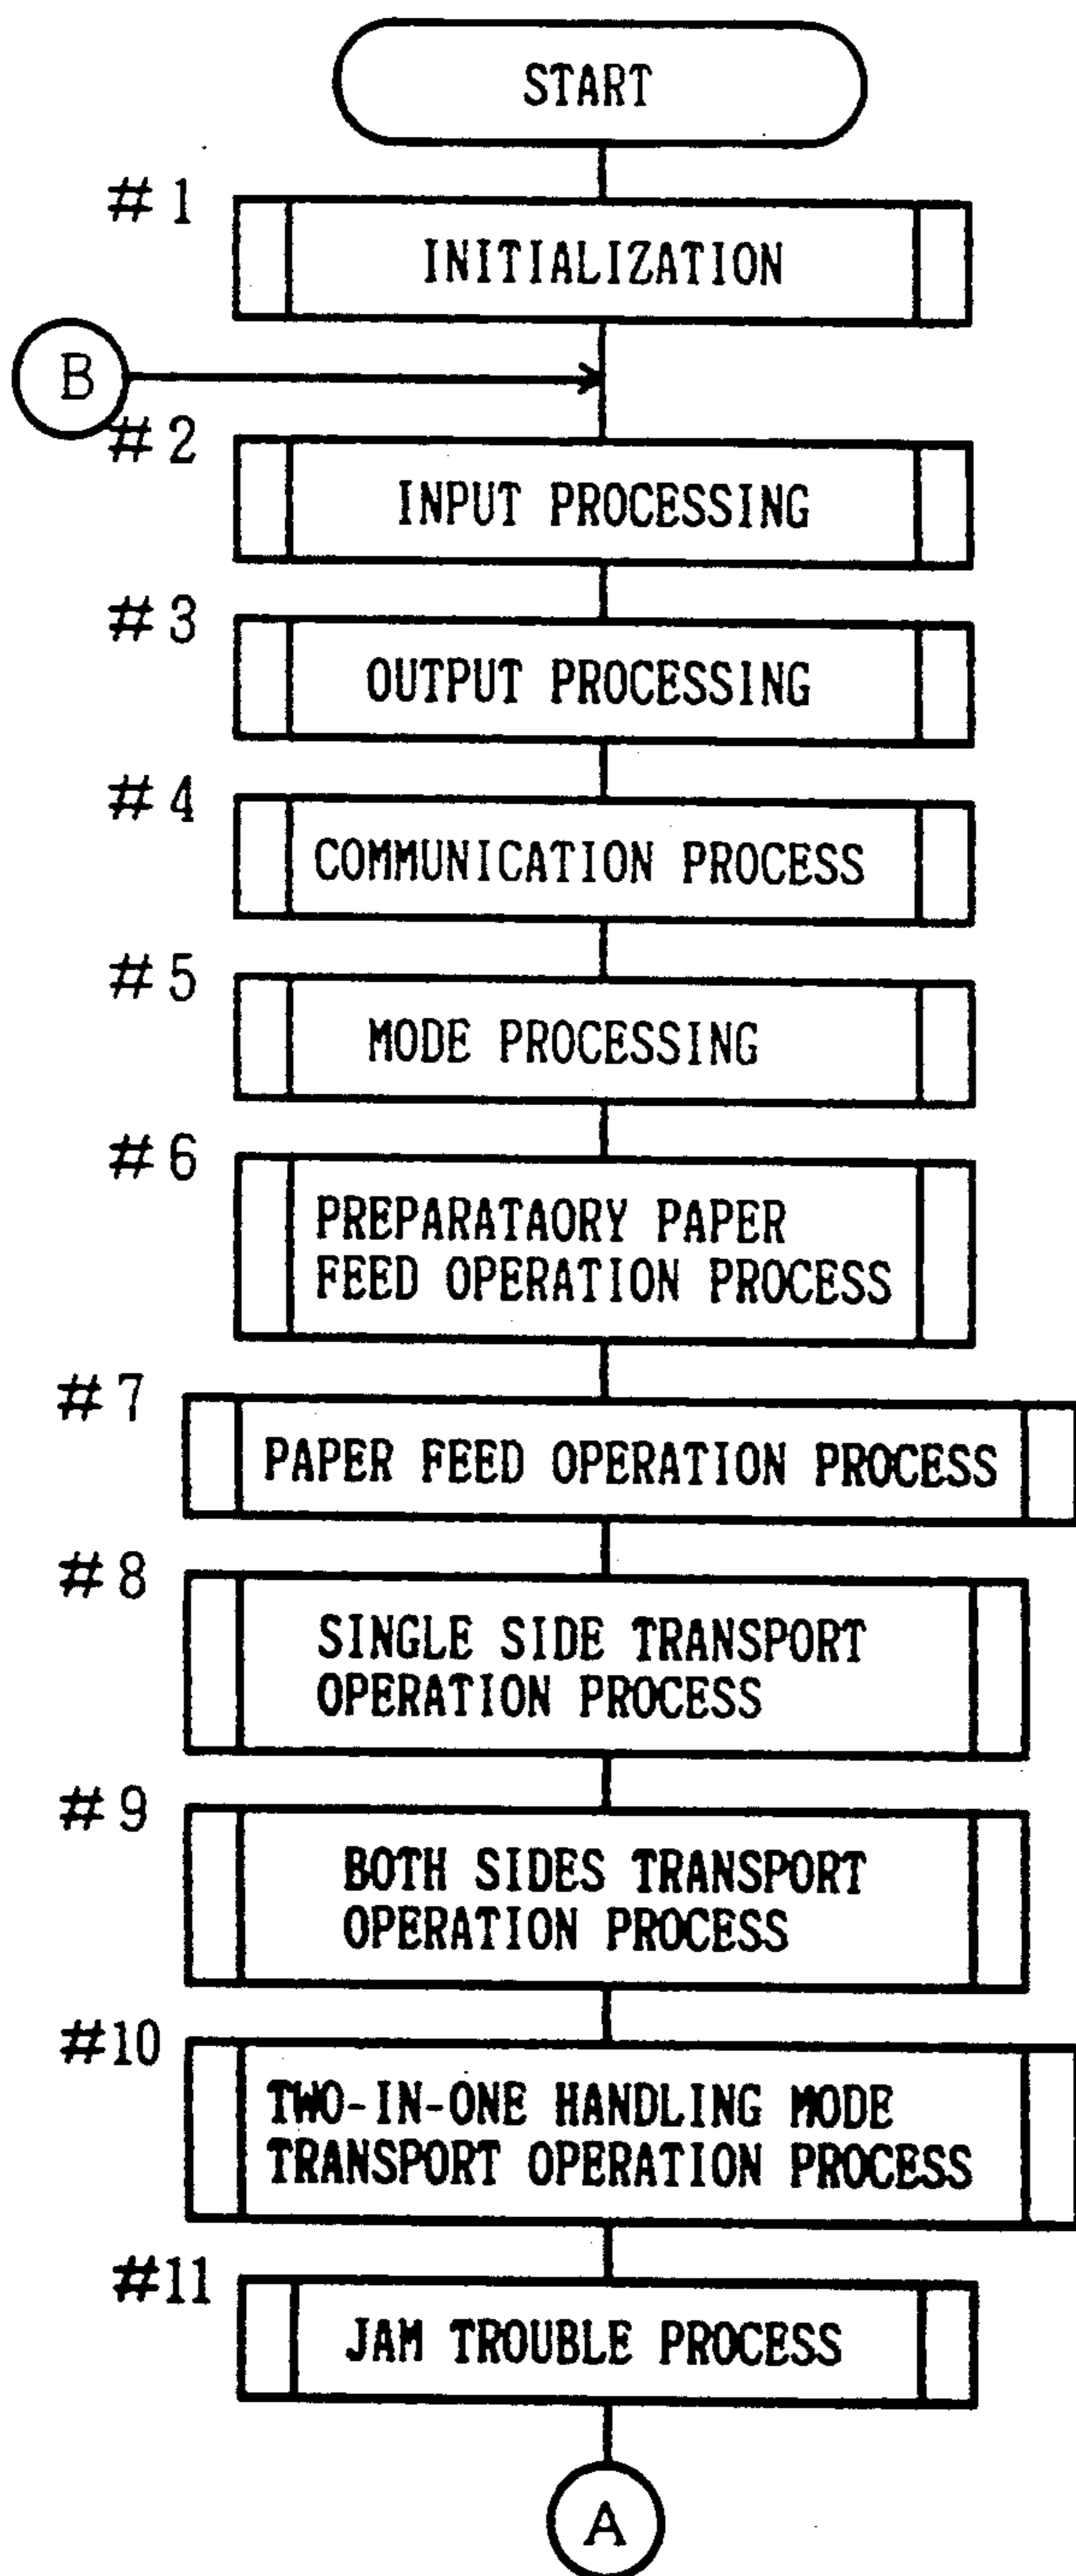 START
#1
INITIALIZATION
B
#2
INPUT PROCESSING
#3
OUTPUT PROCESSING
#4
COMMUNICATION PROCESS
#5
MODE PROCESSING
#6
PREPARATAORY PAPER
FEED OPERATION PROCESS
#7
PAPER FEED OPERATION PROCESS
#8
SINGLE SIDE TRANSPORT
OPERATION PROCESS
#9
BOTH SIDES TRANSPORT
OPERATION PROCESS
#10
TWO-IN-ONE HANDLING MODE
TRANSPORT OPERATION PROCESS
#11
JAM TROUBLE PROCESS
A